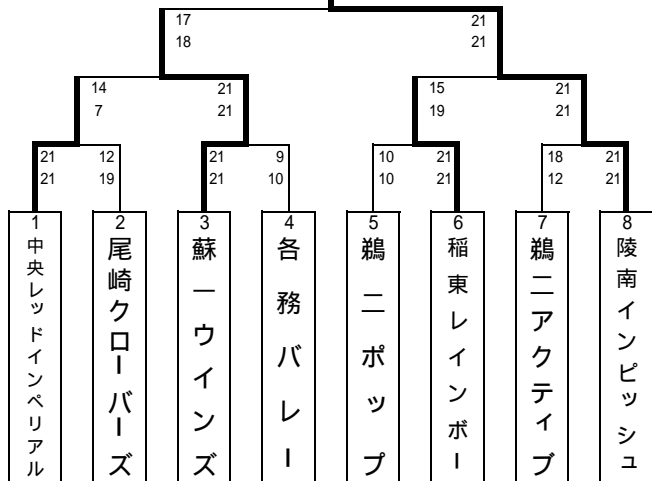 17 21
18 21
14 21 15 21
7 21 19 21
21 12 21 9 10 21 18 21
21 19 21 10 10 21 12 21
1 2 3 4 5 6 7 8
中央レッドインペリアル
尾崎クローバーズ
蘇一ウインズ
各務バレー
鵜二ポップ
稲東レインボー
鵜二アクティブ
陵南インピッシュ